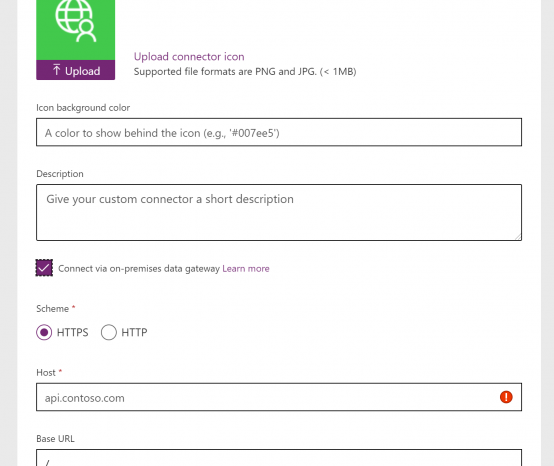 Upload
Upload connector icon
Supported file formats are PNG and JPG. (< 1MB)
Icon background color
A color to show behind the icon (e.g., '#007ee5')
Description
Give your custom connector a short description
Connect via on-premises data gateway Learn more
Scheme *
HTTPS HTTP
Host *
api.contoso.com
Base URL
/